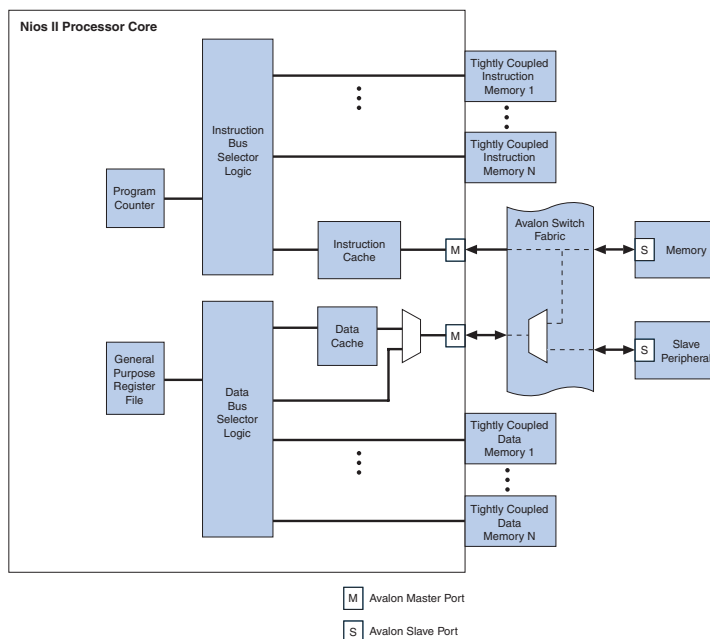 Nios II Processor Core
Tightly Coupled
Instruction
Memory 1
Instruction
Bus
Selector
Logic
Tightly Coupled
Instruction
Memory N
Program
Counter
Avalon Switch
Fabric
Instruction
Cache
M
S
Memory
Data
Cache
M
S
Slave
Peripheral
General
Purpose
Register
File
Data
Bus
Selector
Logic
Tightly Coupled
Data
Memory 1
Tightly Coupled
Data
Memory N
M Avalon Master Port
S Avalon Slave Port